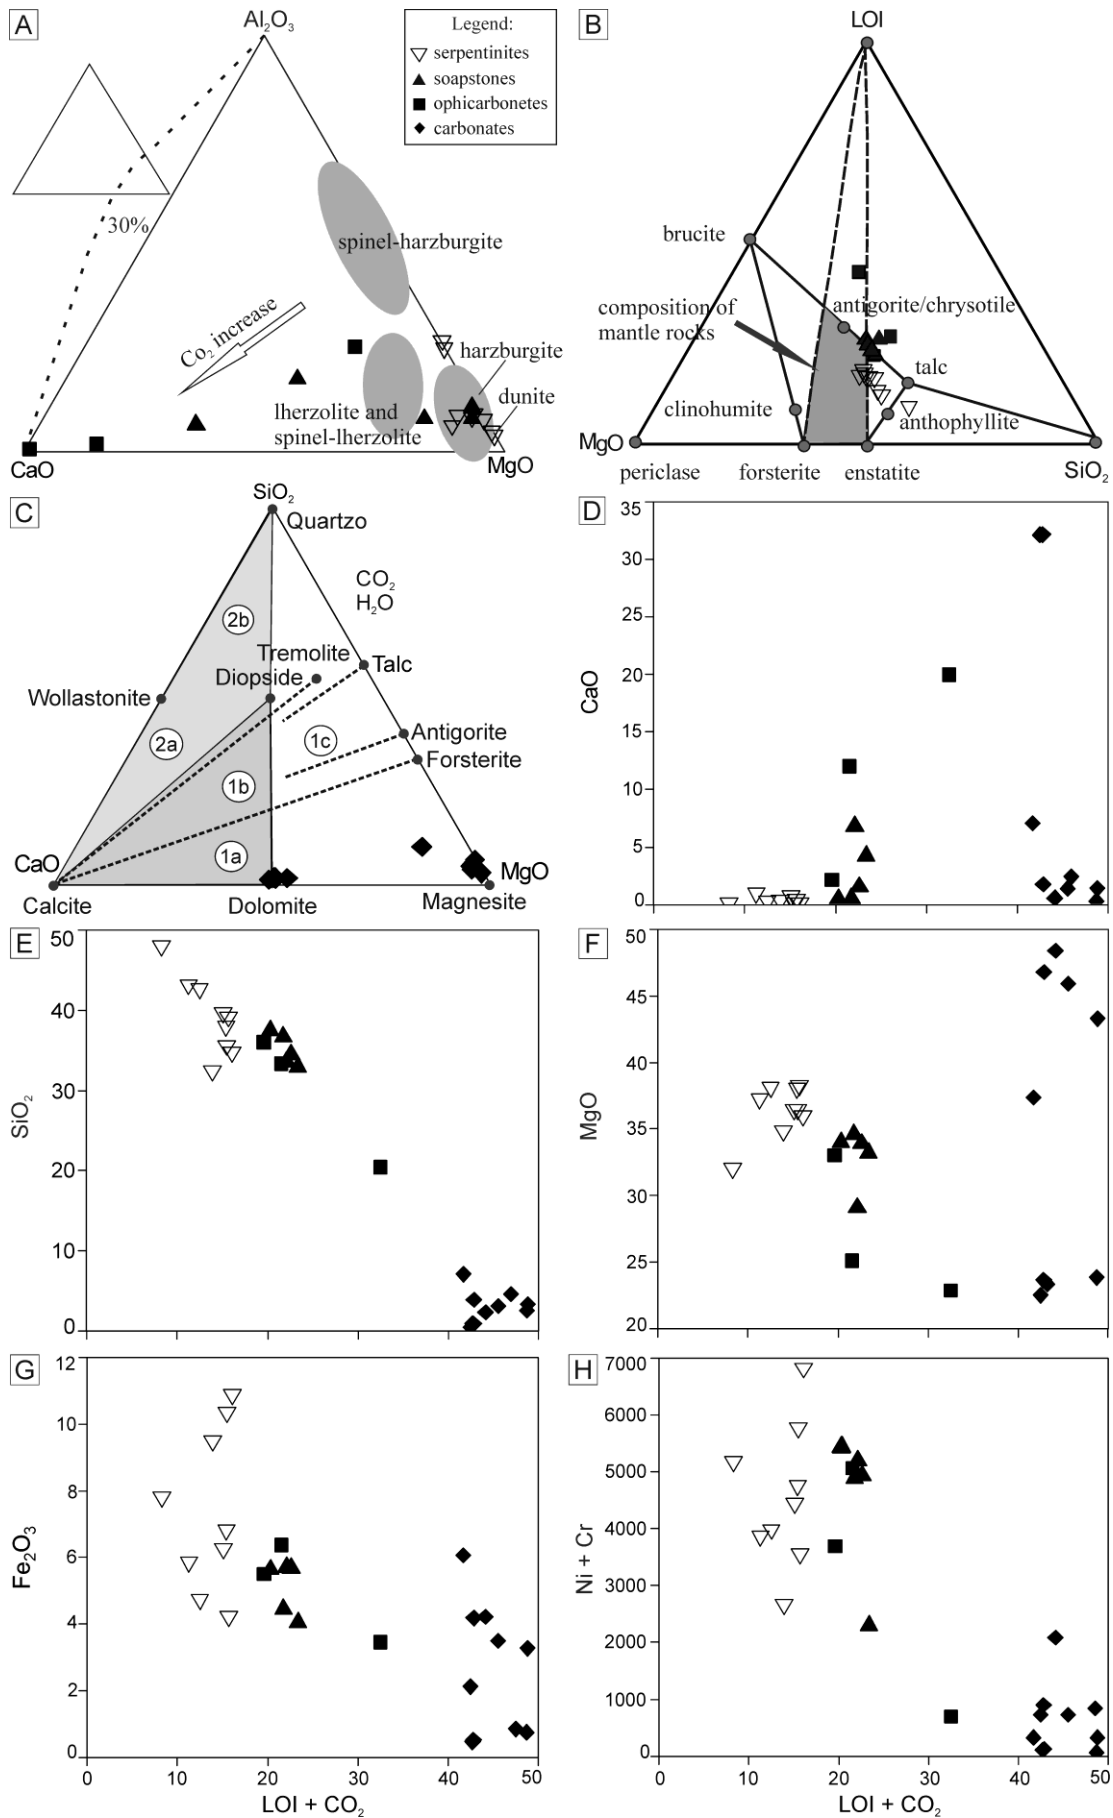 A
Al₂O₃
Legend:
serpentinites
soapstones
ophicarbonetes
carbonates
30%
spinel-harzburgite
Co₂ increase
harzburgite
dunite
lherzolite and
spinel-lherzolite
CaO
MgO
B
LOI
brucite
composition of
mantle rocks
antigorite/chrysotile
talc
clinohumite
anthophyllite
MgO
periclase
forsterite
enstatite
SiO₂
C
SiO₂
Quartzo
CO₂
H₂O
2b
Tremolite
Talc
Diopside
Wollastonite
2a
1c
Antigorite
Forsterite
1b
1a
CaO
MgO
Calcite
Dolomite
Magnesite
D
35
30
25
20
15
10
5
0
CaO
E
50
40
30
20
10
0
SiO₂
F
50
45
40
35
30
25
20
MgO
G
12
10
8
6
4
2
0
Fe₂O₃
0
10
20
30
40
50
LOI + CO₂
H
7000
6000
5000
4000
3000
2000
1000
0
Ni + Cr
0
10
20
30
40
50
LOI + CO₂